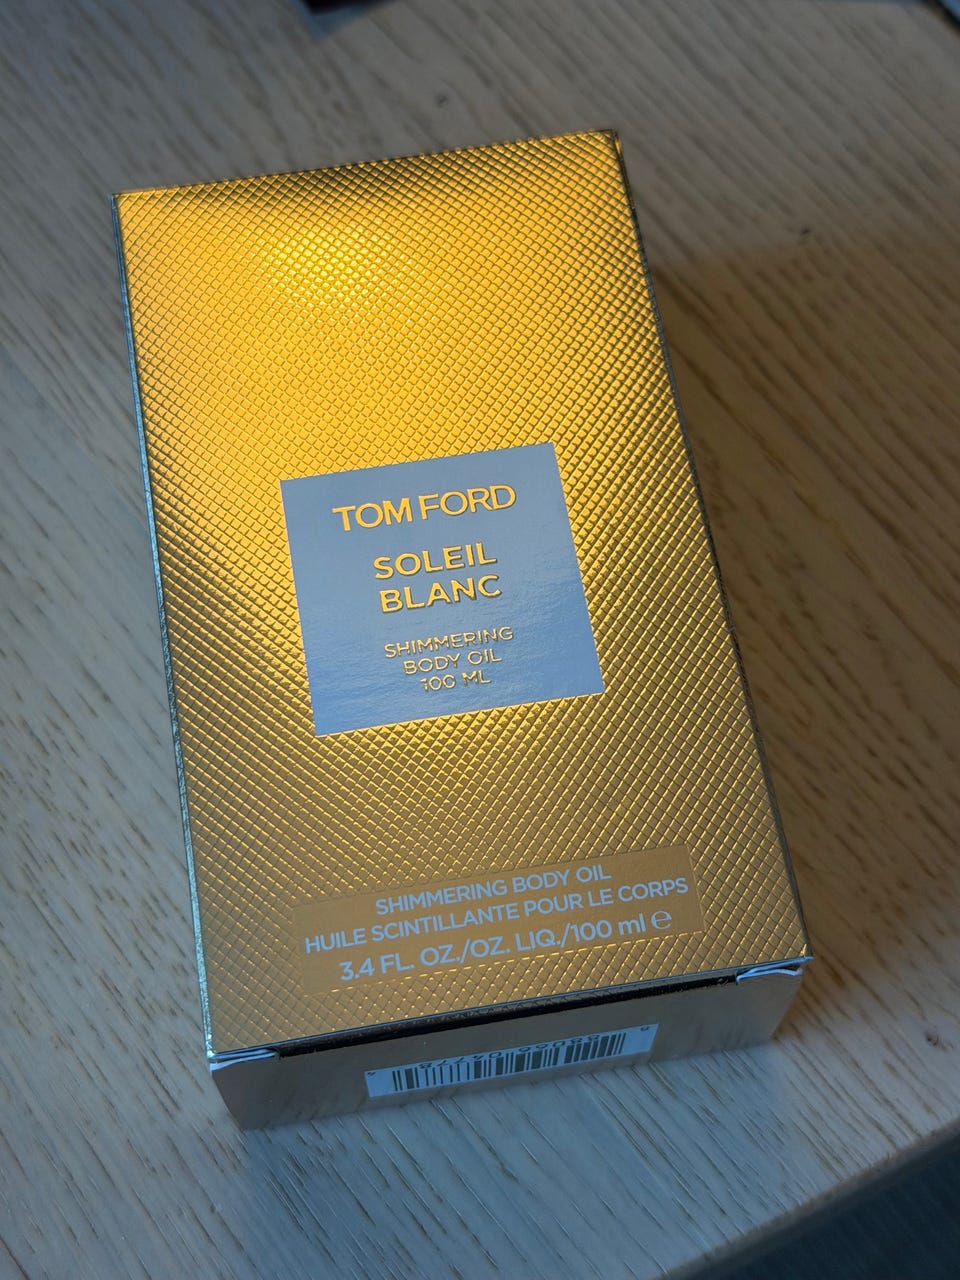 TOM FORD
SOLEIL
BLANC
SHIMMERING
BODY OIL
100 ML
SHIMMERING BODY OIL
HUILE SCINTILLANTE POUR LE CORPS
3.4 FL. OZ./OZ. LIQ./100 ml ℮